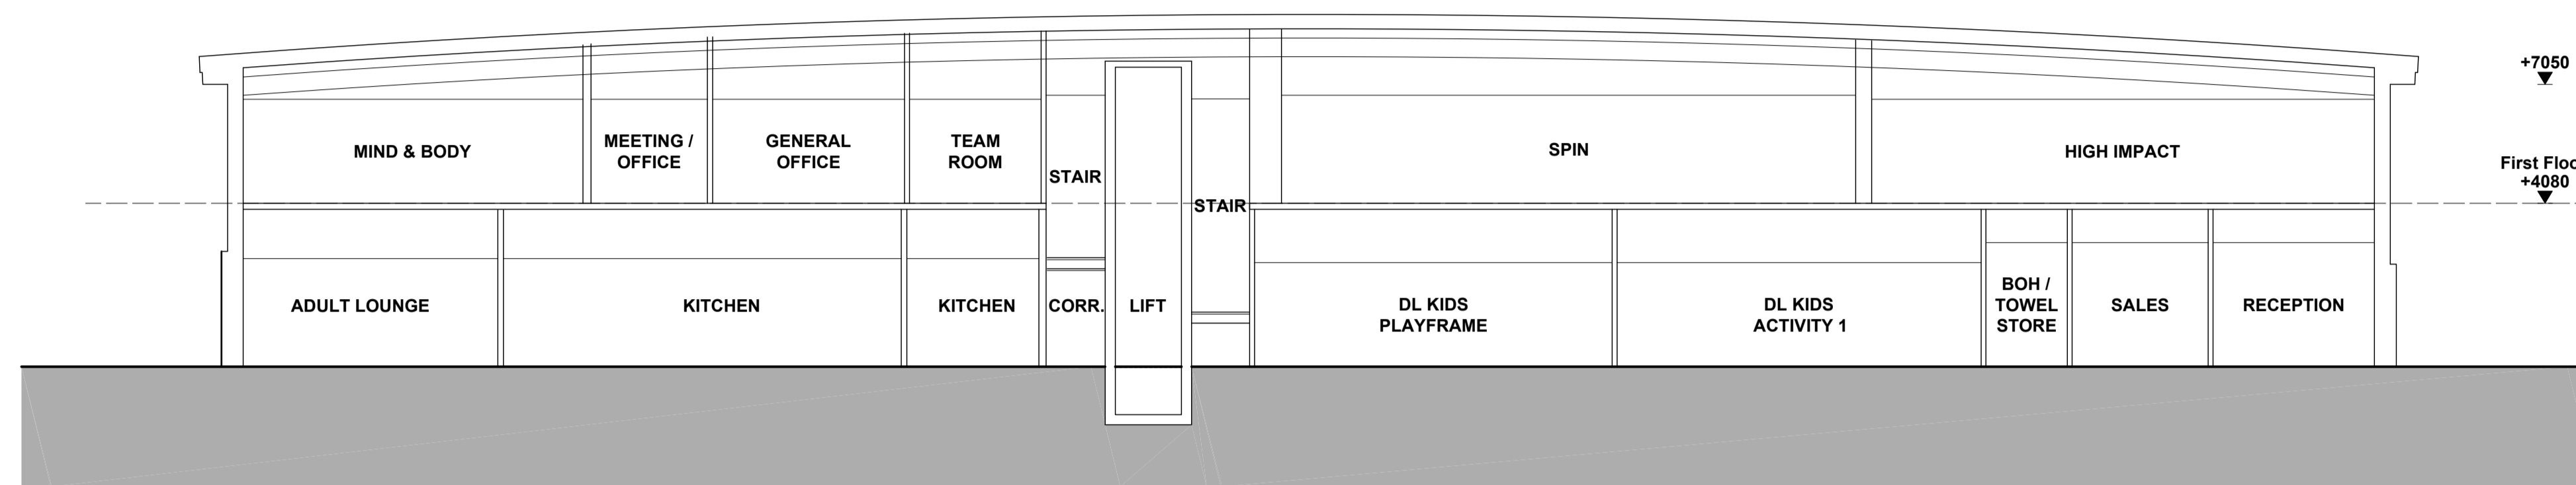 +7050
MIND & BODY
MEETING /
OFFICE
GENERAL
OFFICE
TEAM
ROOM
STAIR
STAIR
SPIN
HIGH IMPACT
First Floo
+4080
ADULT LOUNGE
KITCHEN
KITCHEN
CORR.
LIFT
DL KIDS
PLAYFRAME
DL KIDS
ACTIVITY 1
BOH /
TOWEL
STORE
SALES
RECEPTION